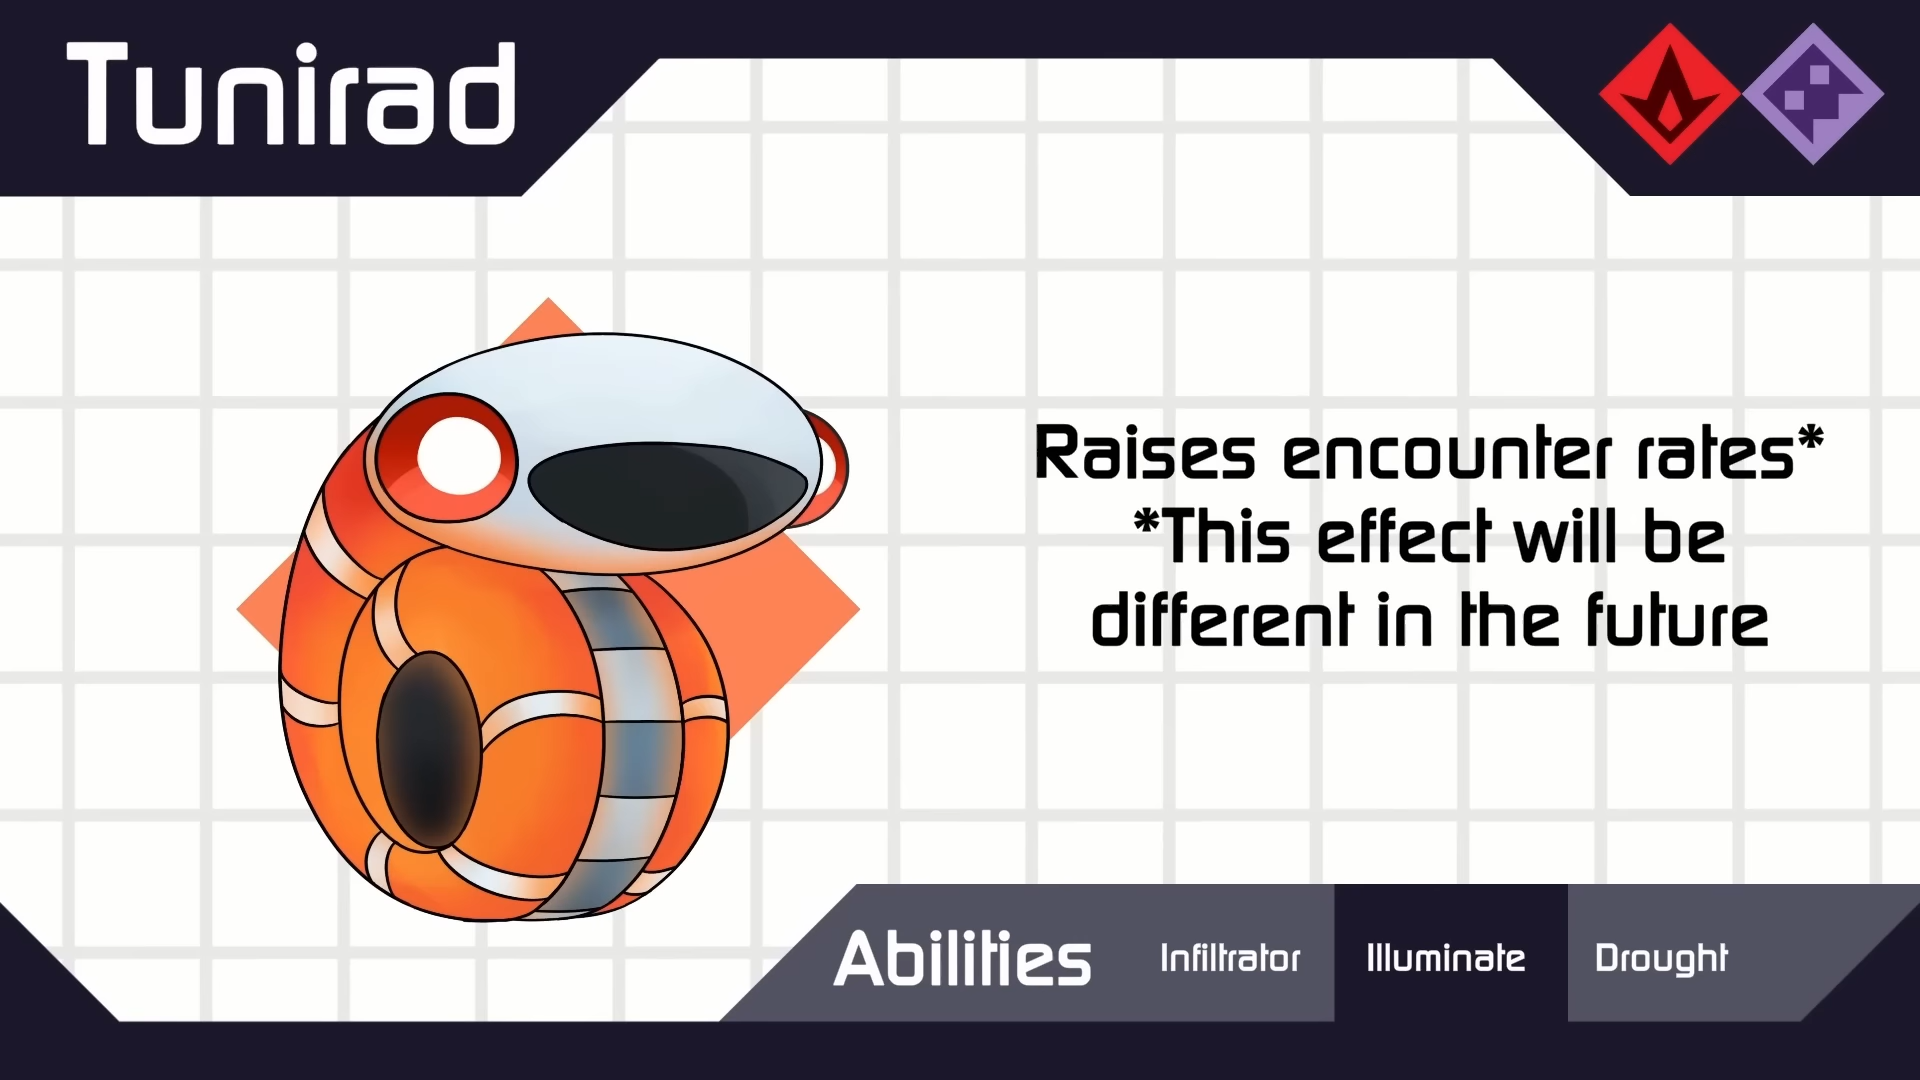 Tunirad
Raises encounter rates*
*This effect will be
different in the future
Abilities
Infiltrator
Illuminate
Drought